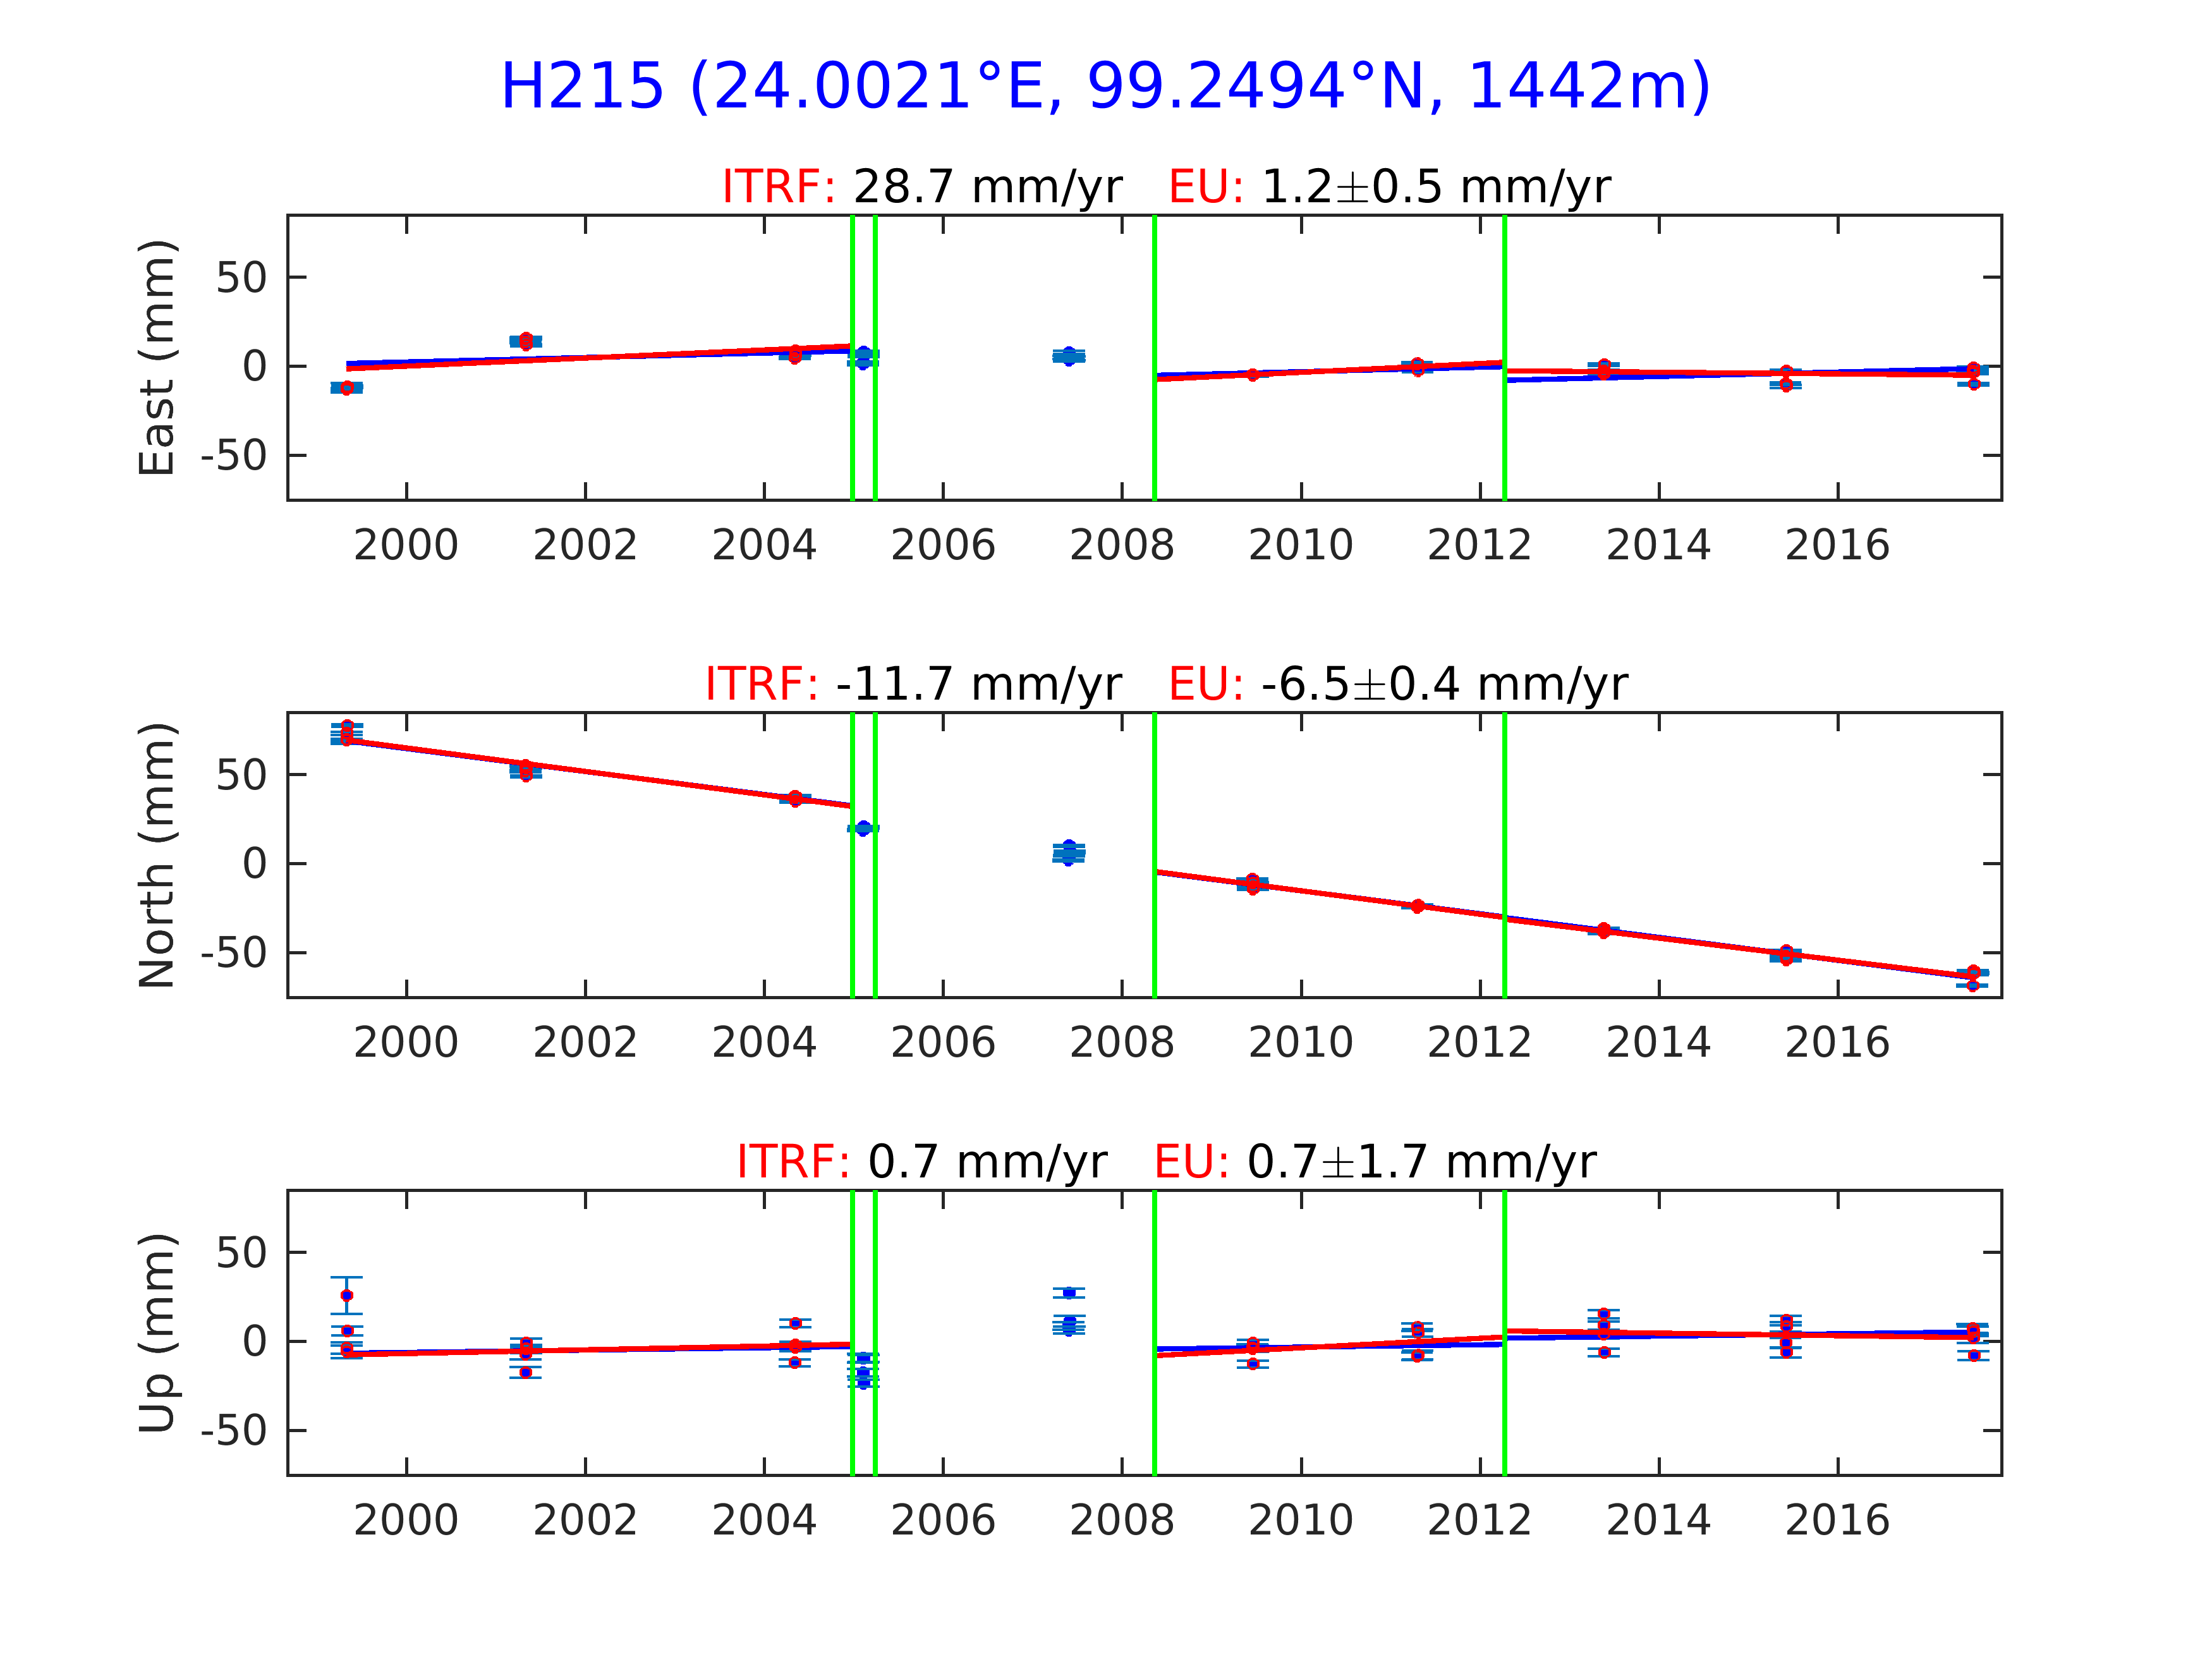 H215 (24.0021°E, 99.2494°N, 1442m)
ITRF: 28.7 mm/yr EU: 1.2±0.5 mm/yr
East (mm)
50
0
-50
2000 2002 2004 2006 2008 2010 2012 2014 2016
ITRF: -11.7 mm/yr EU: -6.5±0.4 mm/yr
North (mm)
50
0
-50
2000 2002 2004 2006 2008 2010 2012 2014 2016
ITRF: 0.7 mm/yr EU: 0.7±1.7 mm/yr
Up (mm)
50
0
-50
2000 2002 2004 2006 2008 2010 2012 2014 2016